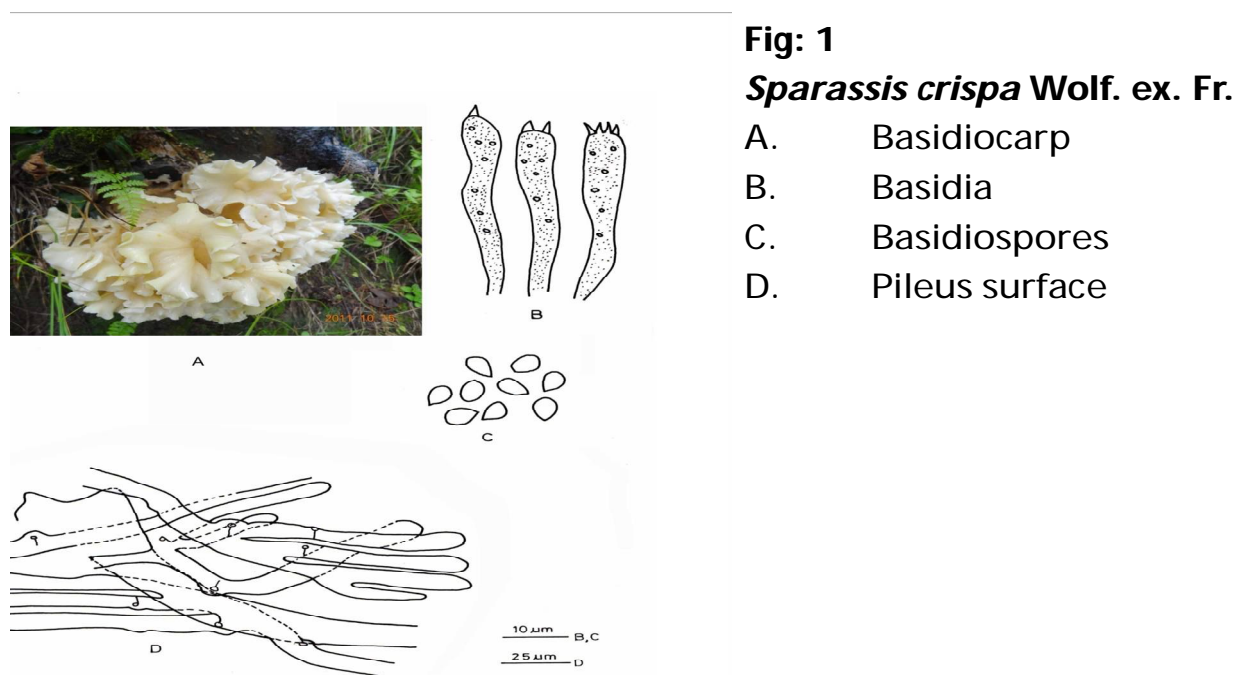 Fig: 1
Sparassis crispa Wolf. ex. Fr.
A. Basidiocarp
B. Basidia
C. Basidiospores
D. Pileus surface
A
B
C
D
10 µm B,C
25 µm D